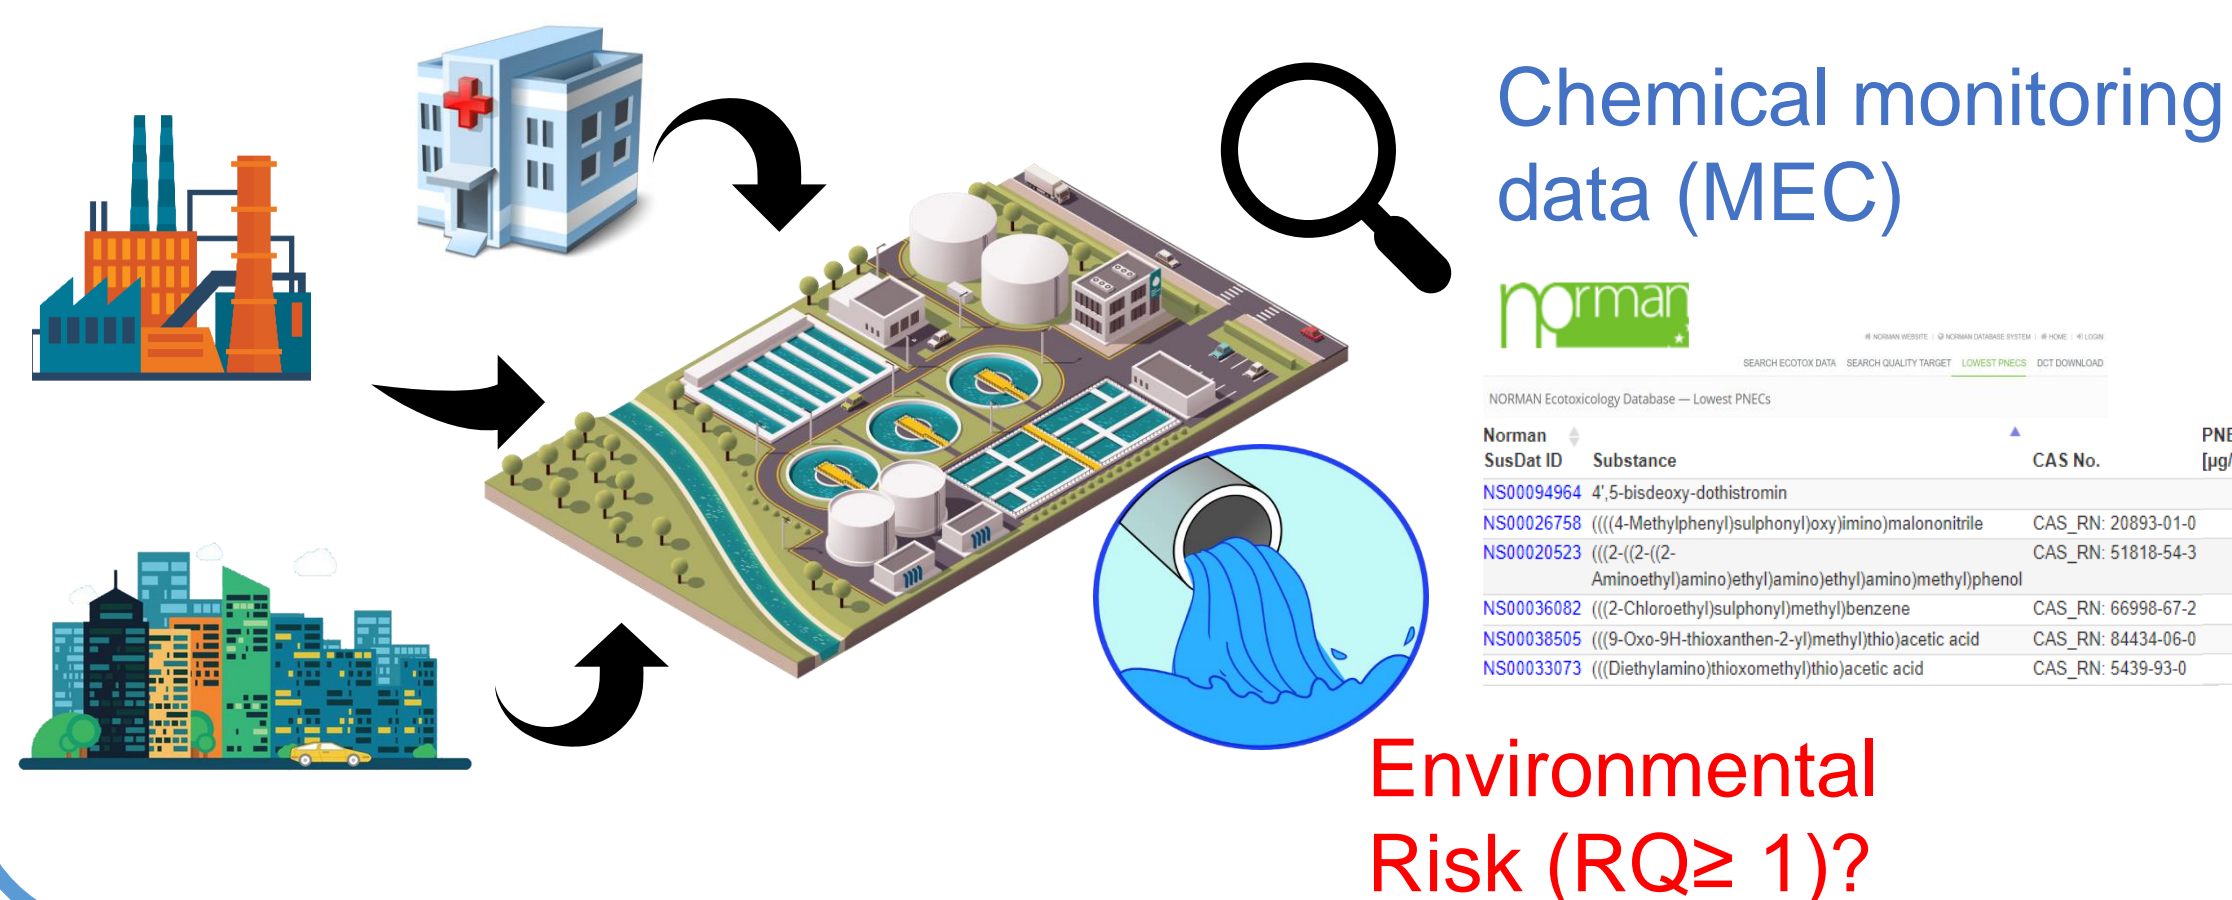 Chemical monitoring
data (MEC)
norman
NORMAN WEBSITE | NORMAN DATABASE SYSTEM | HOME | LOGIN
SEARCH ECOTOX DATA SEARCH QUALITY TARGET LOWEST PNECS DCT DOWNLOAD
NORMAN Ecotoxicology Database — Lowest PNECs
Norman
SusDat ID Substance CAS No. PNE
[µg/
NS00094964 4',5-bisdeoxy-dothistromin
NS00026758 ((((4-Methylphenyl)sulphonyl)oxy)imino)malononitrile CAS_RN: 20893-01-0
NS00020523 (((2-((2-((2- CAS_RN: 51818-54-3
Aminoethyl)amino)ethyl)amino)ethyl)amino)methyl)phenol
NS00036082 (((2-Chloroethyl)sulphonyl)methyl)benzene CAS_RN: 66998-67-2
NS00038505 (((9-Oxo-9H-thioxanthen-2-yl)methyl)thio)acetic acid CAS_RN: 84434-06-0
NS00033073 (((Diethylamino)thioxomethyl)thio)acetic acid CAS_RN: 5439-93-0
Environmental
Risk (RQ≥ 1)?